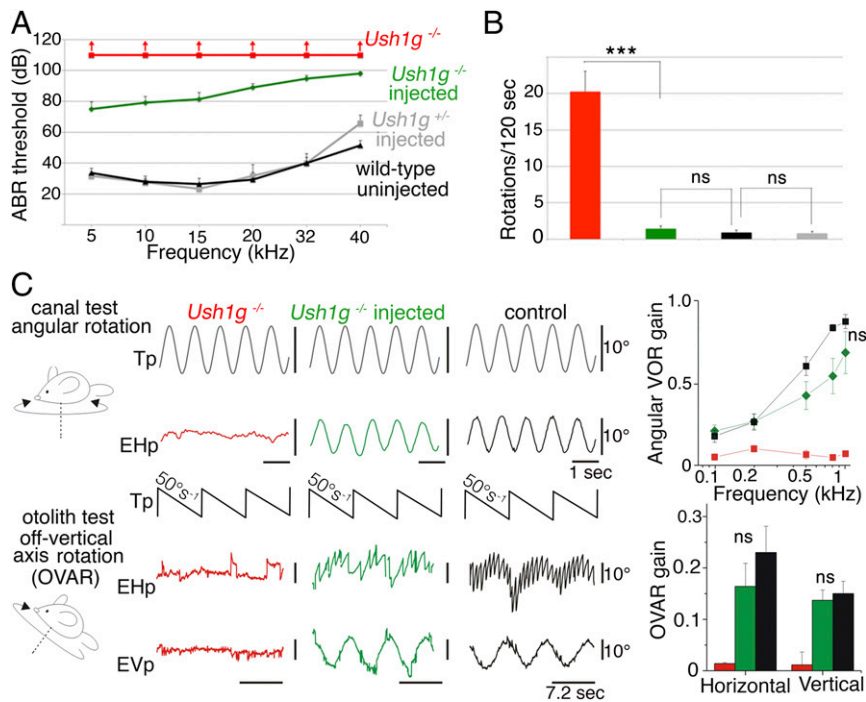 A
ABR threshold (dB)
120
100
80
60
40
20
5 10 15 20 32 40
Frequency (kHz)
Ush1g -/-
Ush1g -/-
injected
Ush1g +/-
injected
wild-type
uninjected
B
Rotations/120 sec
20
15
10
5
0
***
ns
ns
C
canal test
angular rotation
Ush1g -/-
Ush1g -/- injected
control
Tp
10°
EHp
10°
1 sec
otolith test
off-vertical
axis rotation
(OVAR)
Tp
50°s-1
50°s-1
50°s-1
EHp
10°
EVp
10°
7.2 sec
Angular VOR gain
1.0
0.5
0
ns
0.1 0.2 0.5 1
Frequency (kHz)
OVAR gain
0.3
0.2
0.1
0
ns
ns
Horizontal Vertical